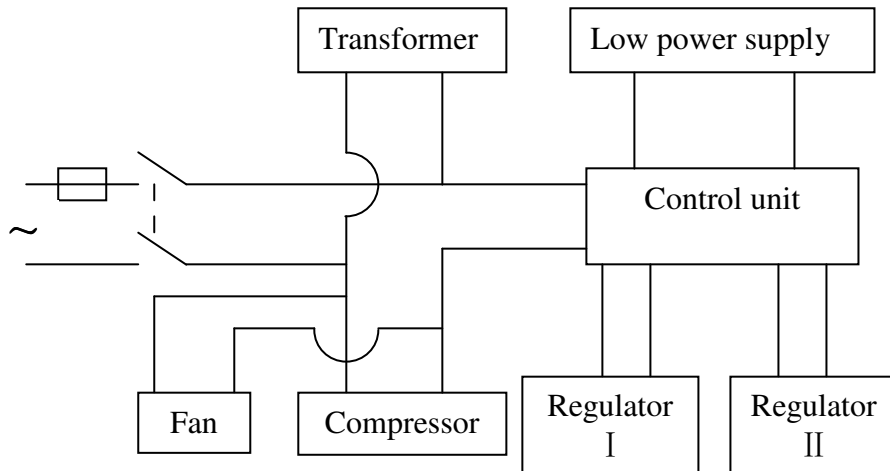 Transformer
Low power supply
Control unit
~
Fan
Compressor
Regulator
I
Regulator
II